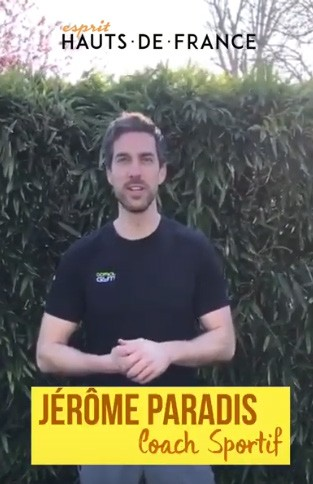 esprit
HAUTS·DE·FRANCE
JÉRÔME PARADIS
Coach Sportif